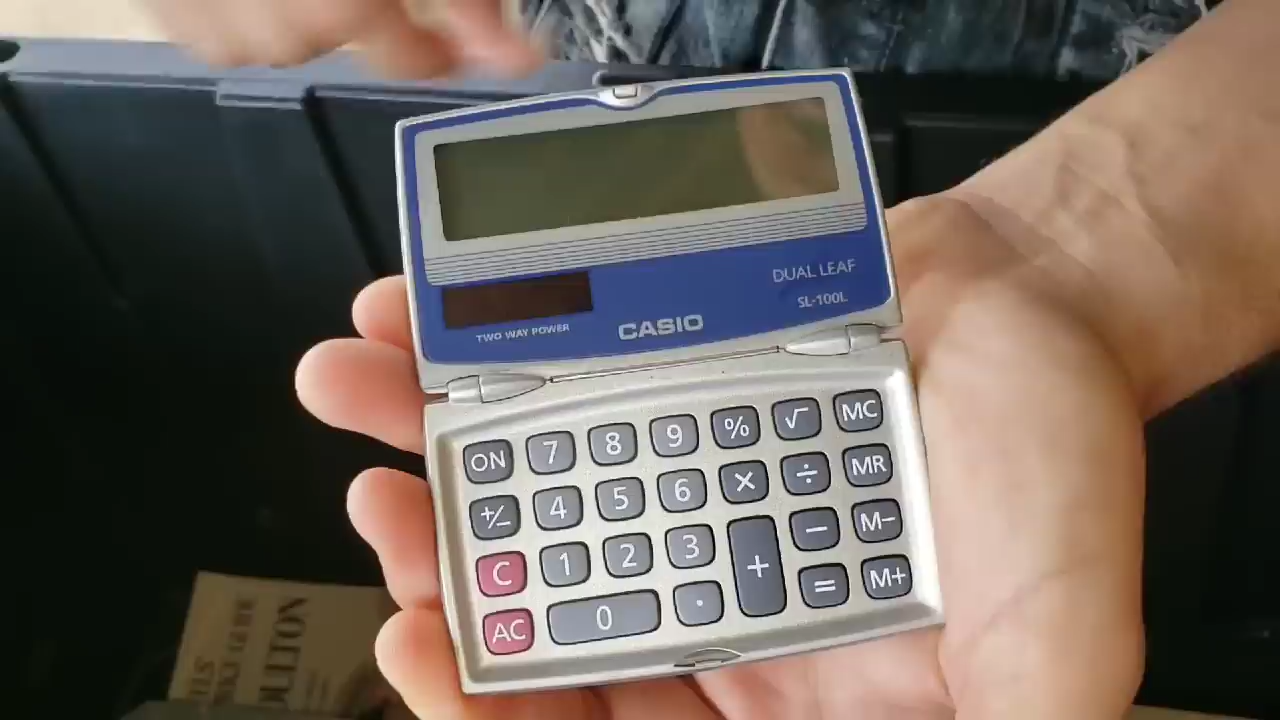 DUAL LEAF
SL-100L
TWO WAY POWER
CASIO
ON 7 8 9 % √ MC
+/− 4 5 6 × ÷ MR
C 1 2 3 + − M−
AC 0 . = M+